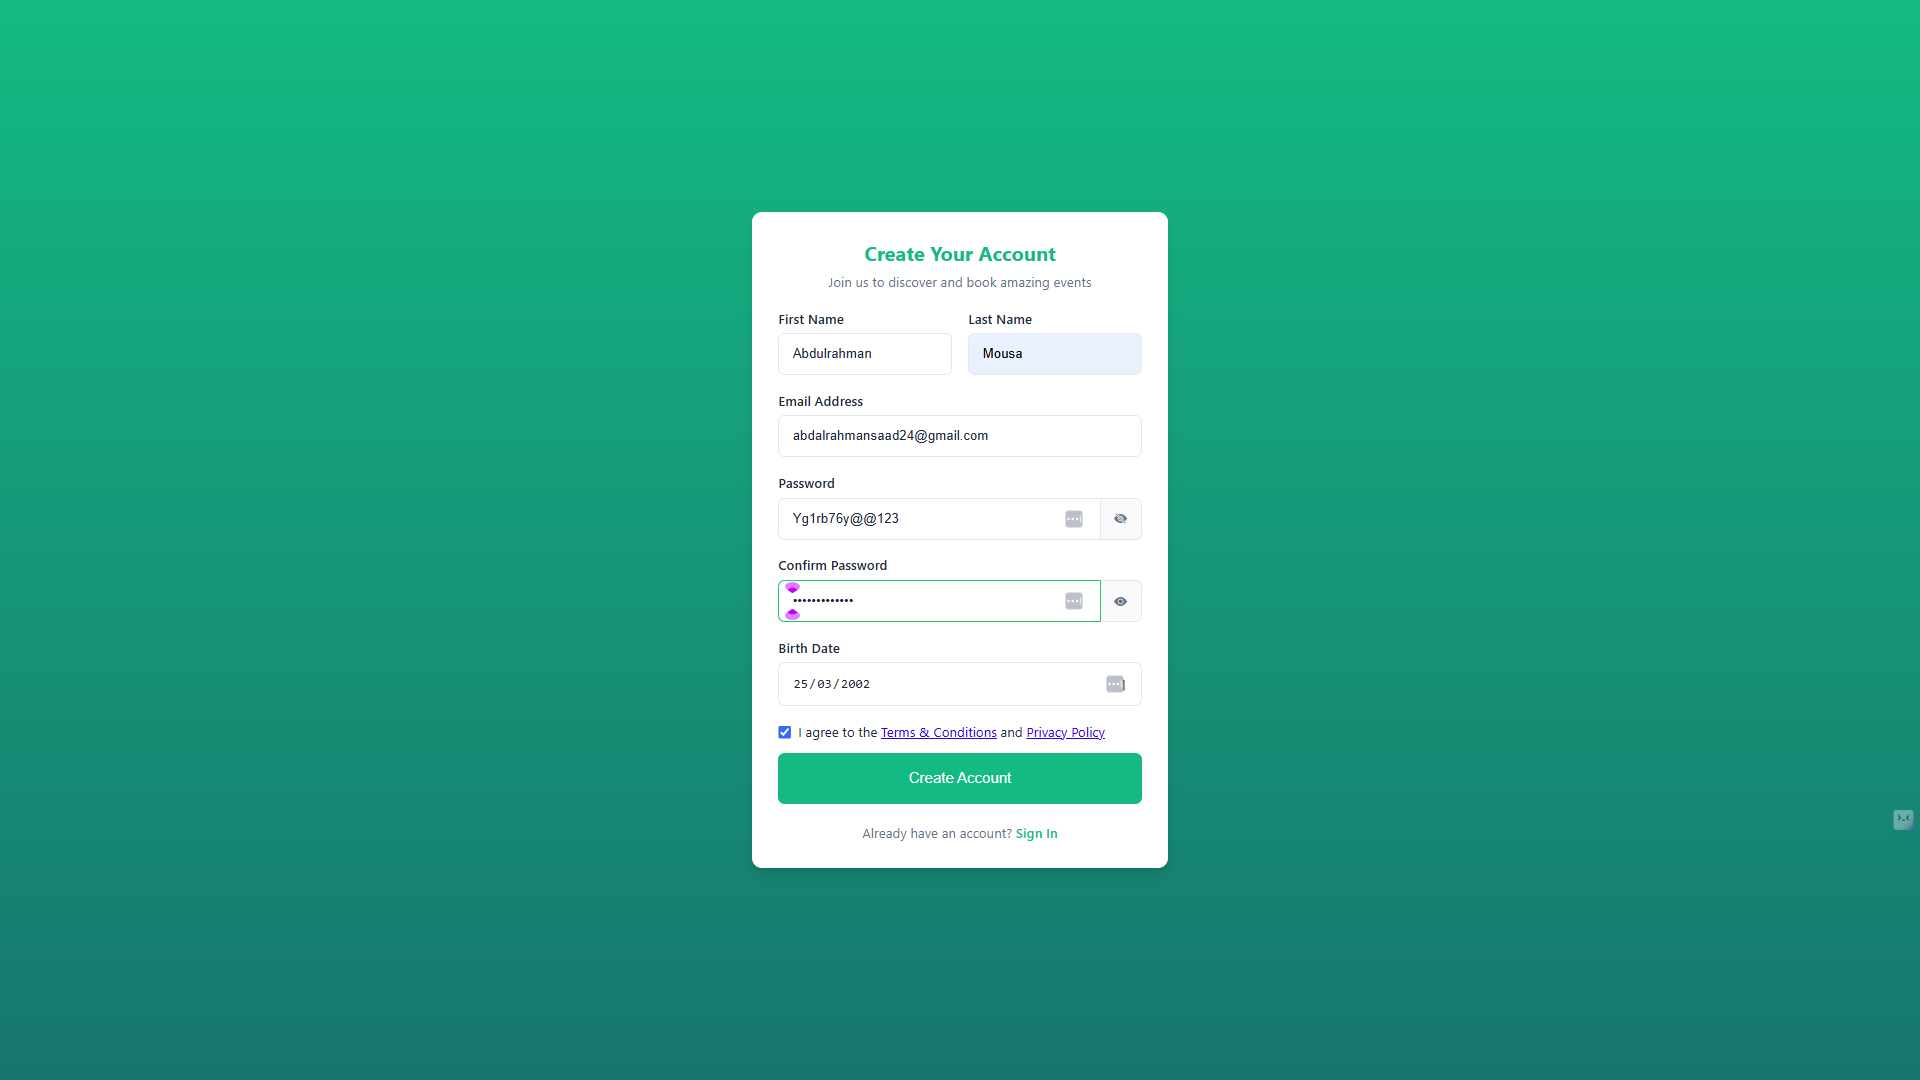 Create Your Account
Join us to discover and book amazing events
First Name
Last Name
Abdulrahman
Mousa
Email Address
abdalrahmansaad24@gmail.com
Password
Yg1rb76y@@123
Confirm Password
•••••••••••••
Birth Date
25/03/2002
I agree to the Terms & Conditions and Privacy Policy
Create Account
Already have an account? Sign In